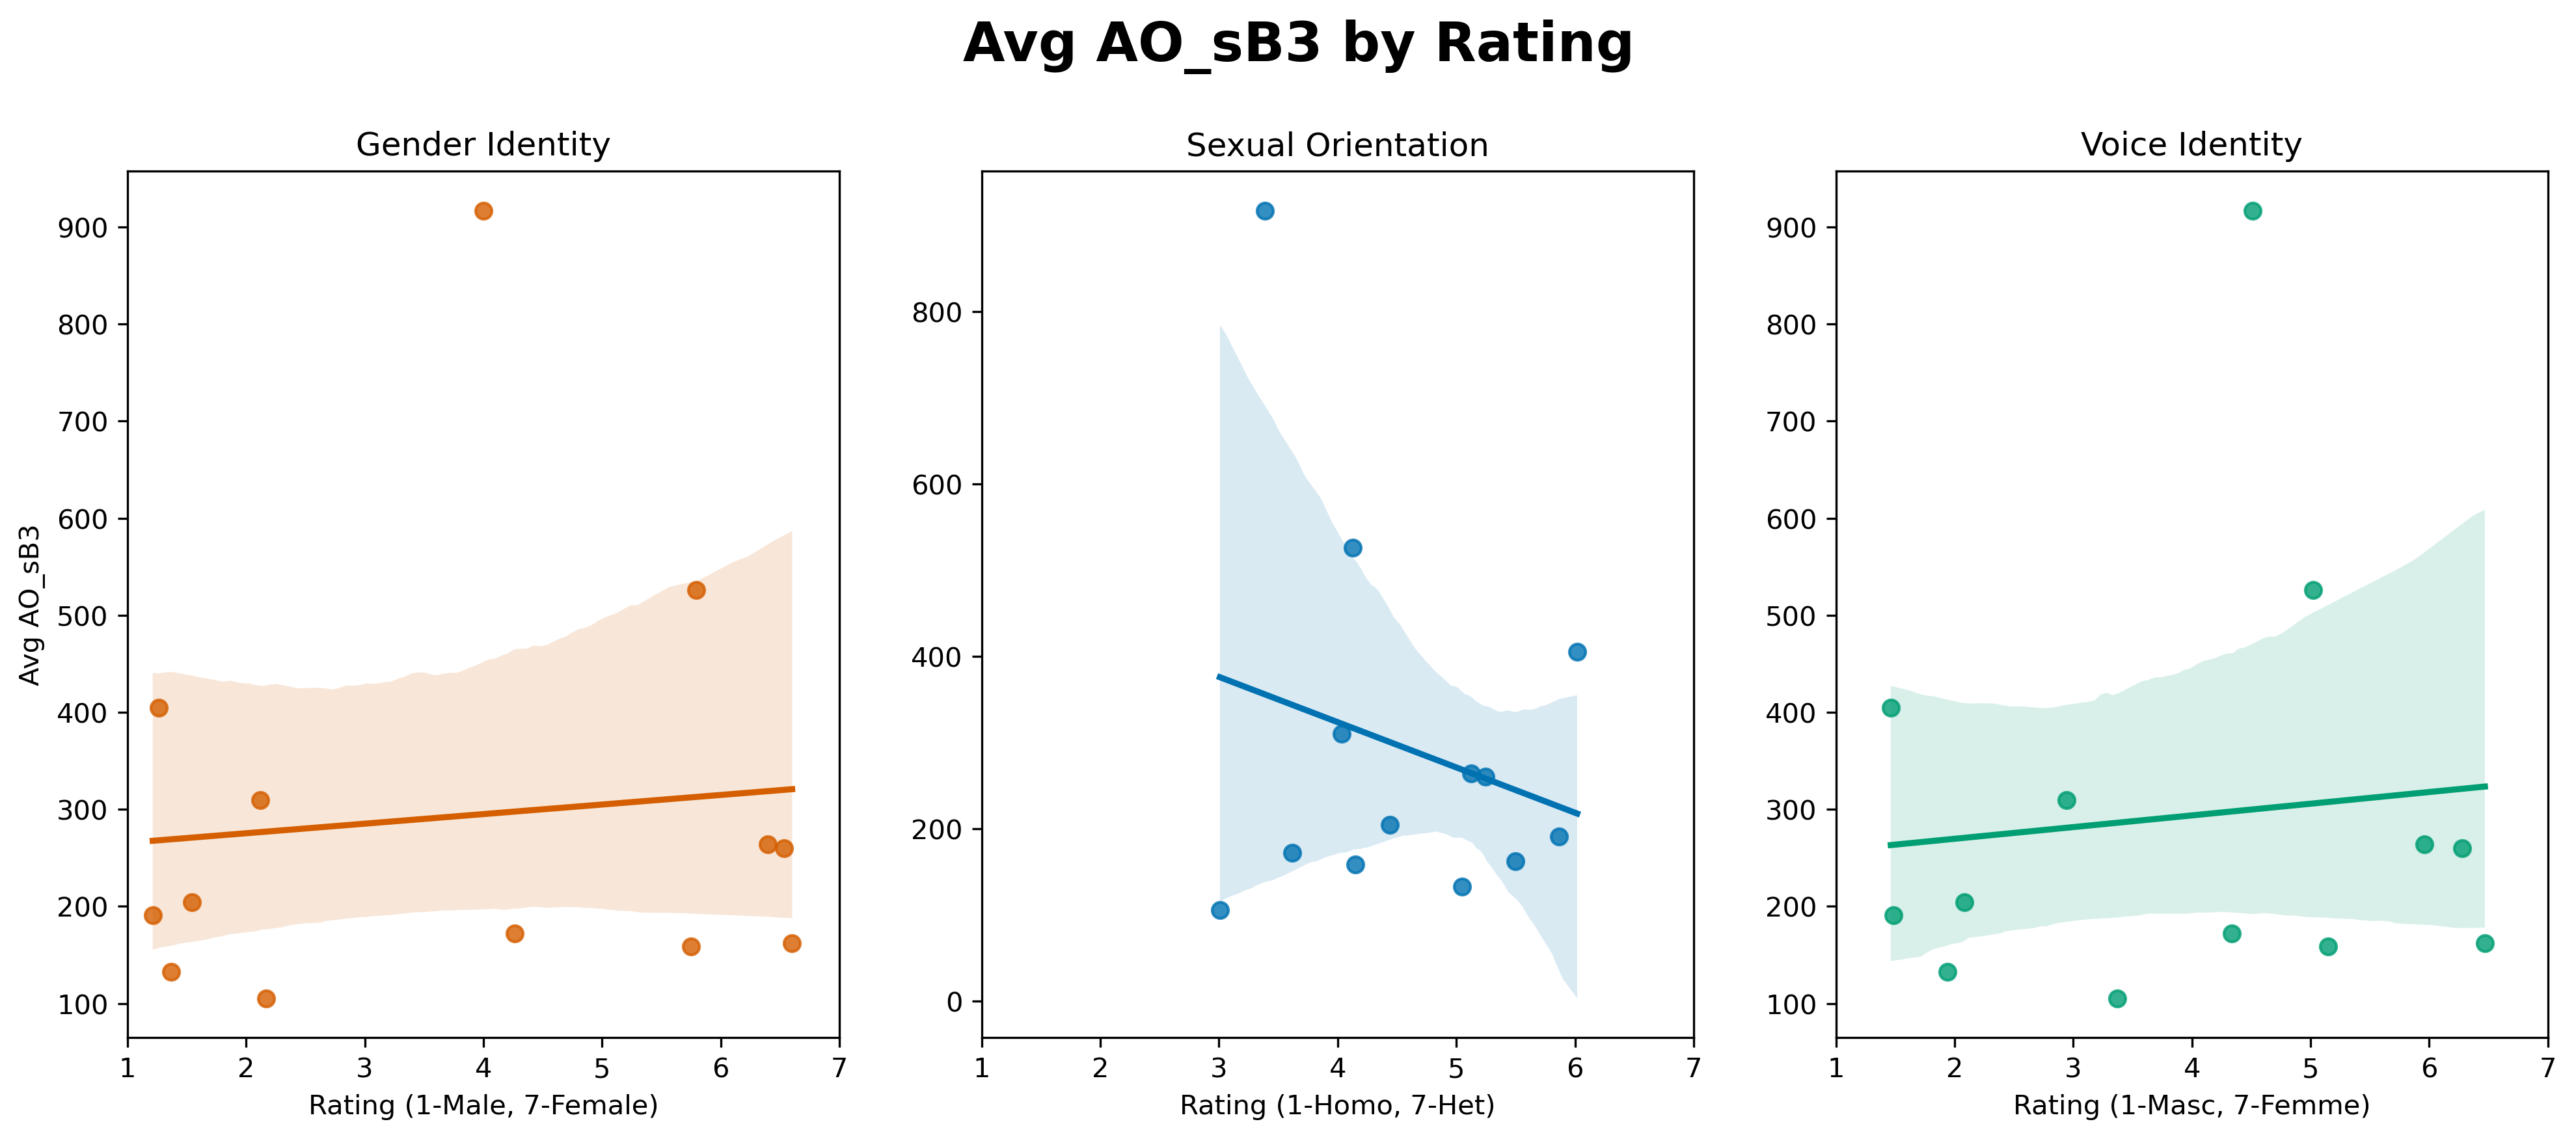 Avg AO_sB3 by Rating
Gender Identity
Avg AO_sB3
900
800
700
600
500
400
300
200
100
1 2 3 4 5 6 7
Rating (1-Male, 7-Female)
Sexual Orientation
800
600
400
200
0
1 2 3 4 5 6 7
Rating (1-Homo, 7-Het)
Voice Identity
900
800
700
600
500
400
300
200
100
1 2 3 4 5 6 7
Rating (1-Masc, 7-Femme)